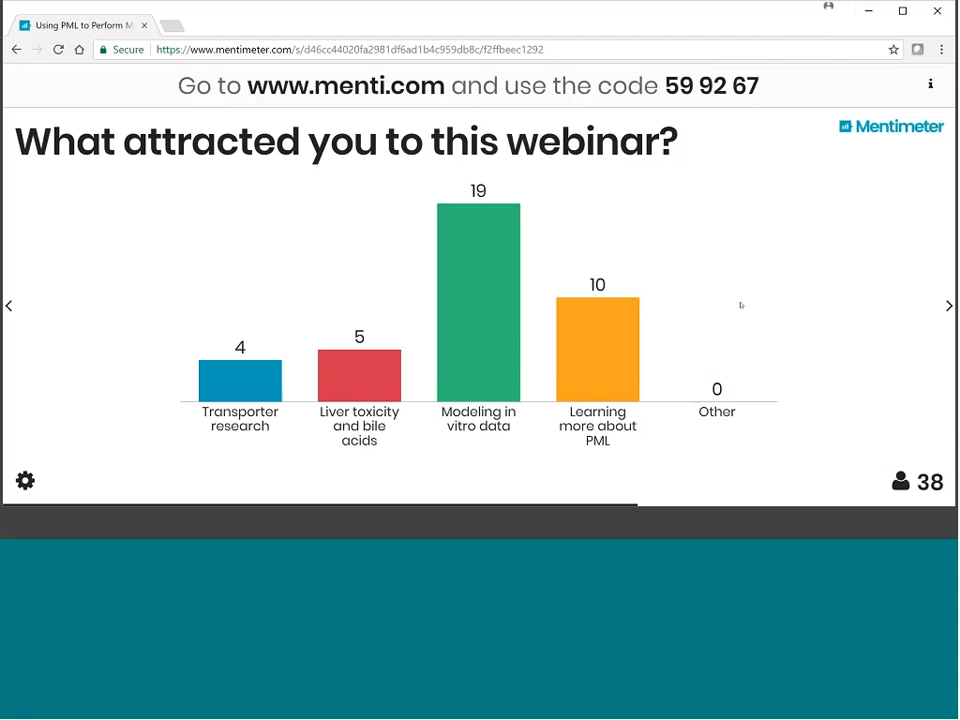 Using PML to Perform M
Secure https://www.mentimeter.com/s/d46cc44020fa2981df6ad1b4c959db8c/f2ffbeec1292
Go to www.menti.com and use the code 59 92 67
What attracted you to this webinar?
Mentimeter
4
5
19
10
0
Transporter
research
Liver toxicity
and bile
acids
Modeling in
vitro data
Learning
more about
PML
Other
38